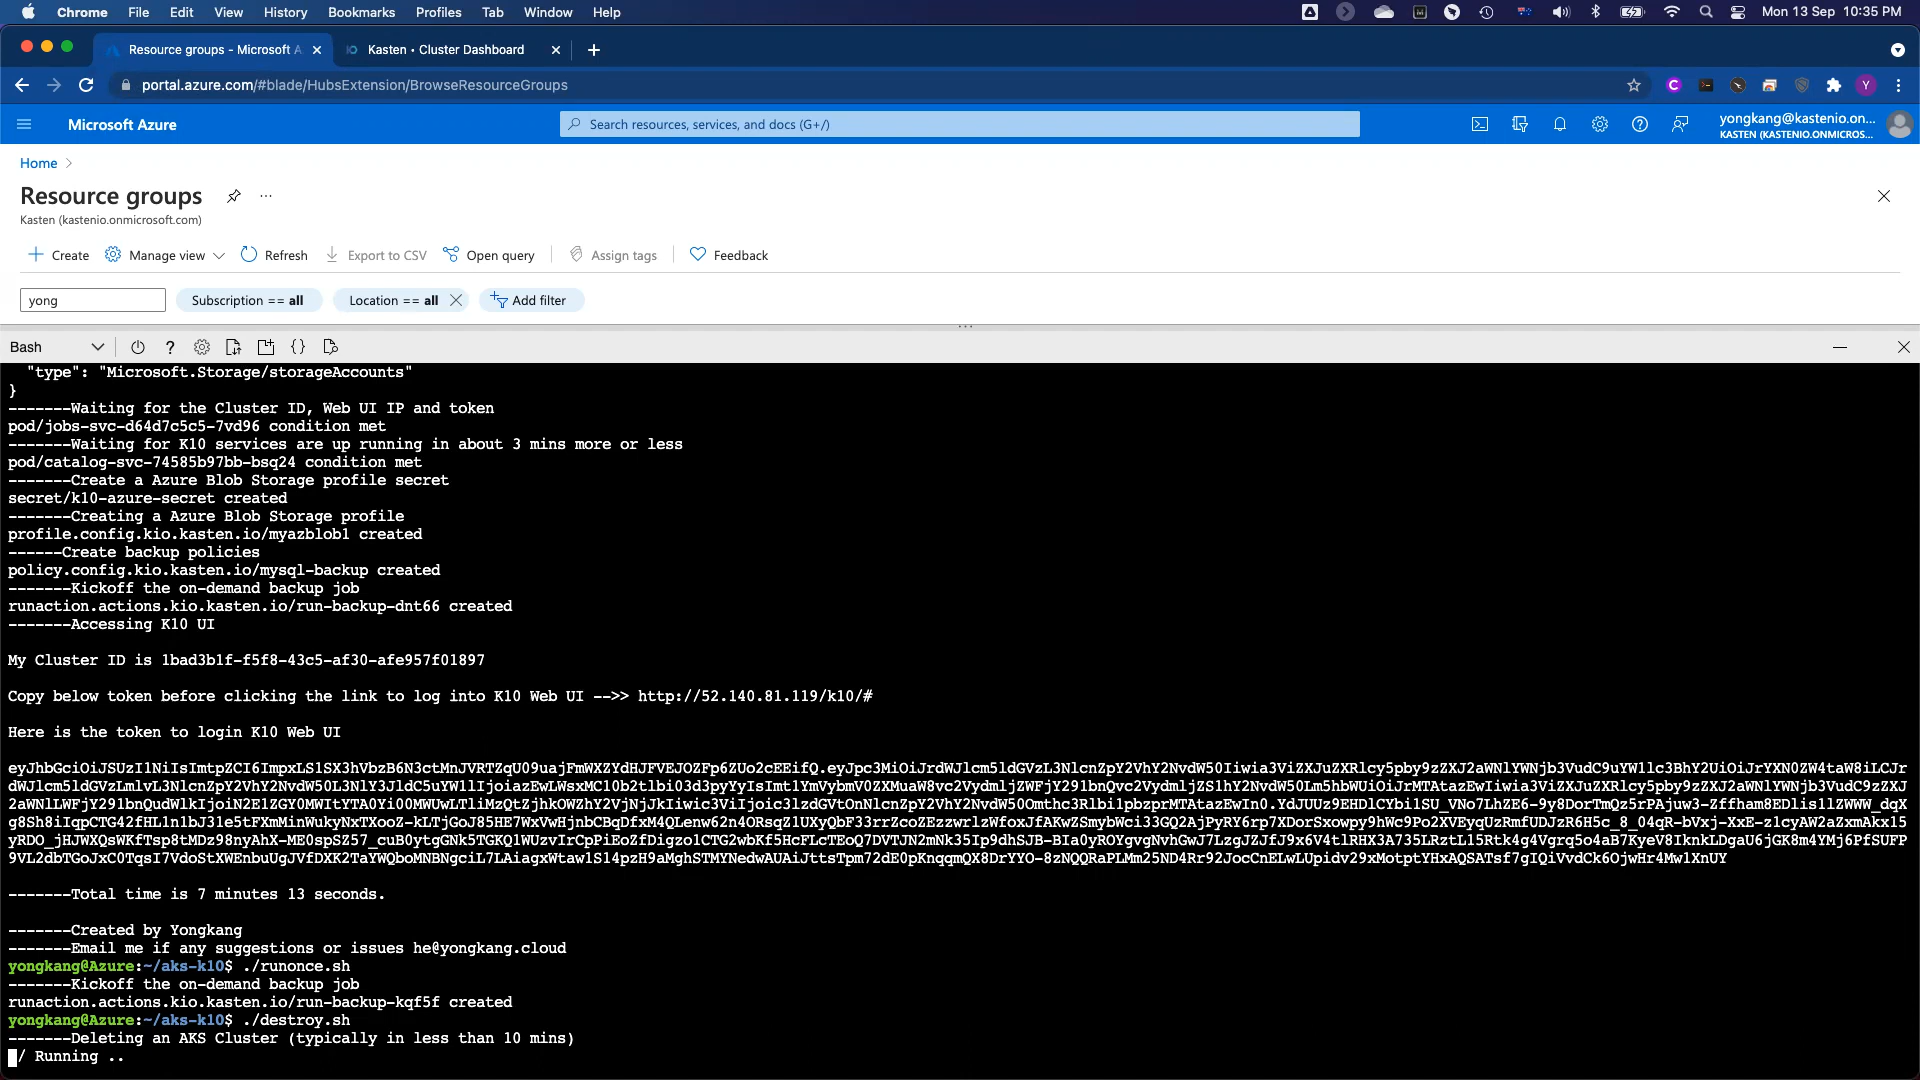 Chrome File Edit View History Bookmarks Profiles Tab Window Help Mon 13 Sep 10:35 PM
Resource groups - Microsoft A
Kasten • Cluster Dashboard
portal.azure.com/#blade/HubsExtension/BrowseResourceGroups
Microsoft Azure
Search resources, services, and docs (G+/)
yongkang@kastenio.on...
KASTEN (KASTENIO.ONMICROS...
Home
Resource groups
Kasten (kastenio.onmicrosoft.com)
Create Manage view Refresh Export to CSV Open query Assign tags Feedback
yong Subscription == all Location == all Add filter
Bash
"type": "Microsoft.Storage/storageAccounts"
}
-------Waiting for the Cluster ID, Web UI IP and token
pod/jobs-svc-d64d7c5c5-7vd96 condition met
-------Waiting for K10 services are up running in about 3 mins more or less
pod/catalog-svc-74585b97bb-bsq24 condition met
-------Create a Azure Blob Storage profile secret
secret/k10-azure-secret created
-------Creating a Azure Blob Storage profile
profile.config.kio.kasten.io/myazblob1 created
------Create backup policies
policy.config.kio.kasten.io/mysql-backup created
-------Kickoff the on-demand backup job
runaction.actions.kio.kasten.io/run-backup-dnt66 created
-------Accessing K10 UI
My Cluster ID is 1bad3b1f-f5f8-43c5-af30-afe957f01897
Copy below token before clicking the link to log into K10 Web UI -->> http://52.140.81.119/k10/#
Here is the token to login K10 Web UI
-------Total time is 7 minutes 13 seconds.
-------Created by Yongkang
-------Email me if any suggestions or issues he@yongkang.cloud
yongkang@Azure:~/aks-k10$ ./runonce.sh
-------Kickoff the on-demand backup job
runaction.actions.kio.kasten.io/run-backup-kqf5f created
yongkang@Azure:~/aks-k10$ ./destroy.sh
-------Deleting an AKS Cluster (typically in less than 10 mins)
/ Running ..